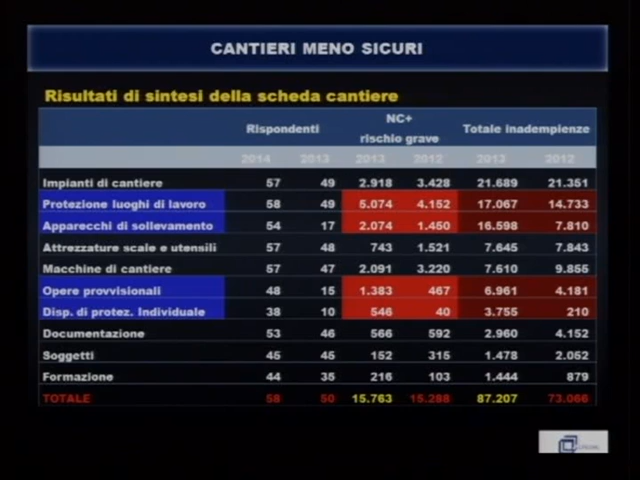 CANTIERI MENO SICURI
Risultati di sintesi della scheda cantiere
Rispondenti NC+ rischio grave Totale inadempienze
2014 2013 2013 2012 2013 2012
Impianti di cantiere 57 49 2.918 3.428 21.689 21.351
Protezione luoghi di lavoro 58 49 5.074 4.152 17.067 14.733
Apparecchi di sollevamento 54 17 2.074 1.450 16.598 7.810
Attrezzature scale e utensili 57 48 743 1.521 7.645 7.843
Macchine di cantiere 57 47 2.091 3.220 7.610 9.855
Opere provvisionali 48 15 1.383 467 6.961 4.181
Disp. di protez. Individuale 38 10 546 40 3.755 210
Documentazione 53 46 566 592 2.960 4.152
Soggetti 45 45 152 315 1.478 2.052
Formazione 44 35 216 103 1.444 879
TOTALE 58 50 15.763 15.288 87.207 73.066